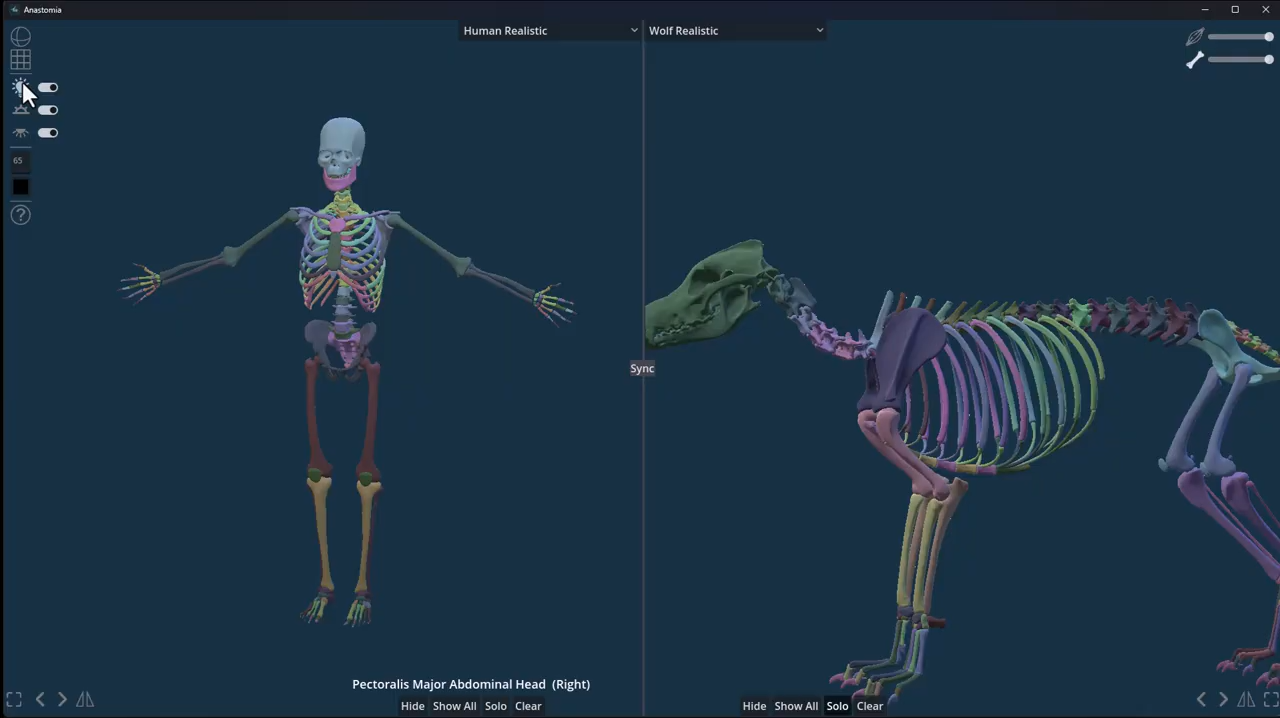 Anastomia
Human Realistic
Wolf Realistic
65
?
Sync
Pectoralis Major Abdominal Head (Right)
Hide Show All Solo Clear
Hide Show All Solo Clear